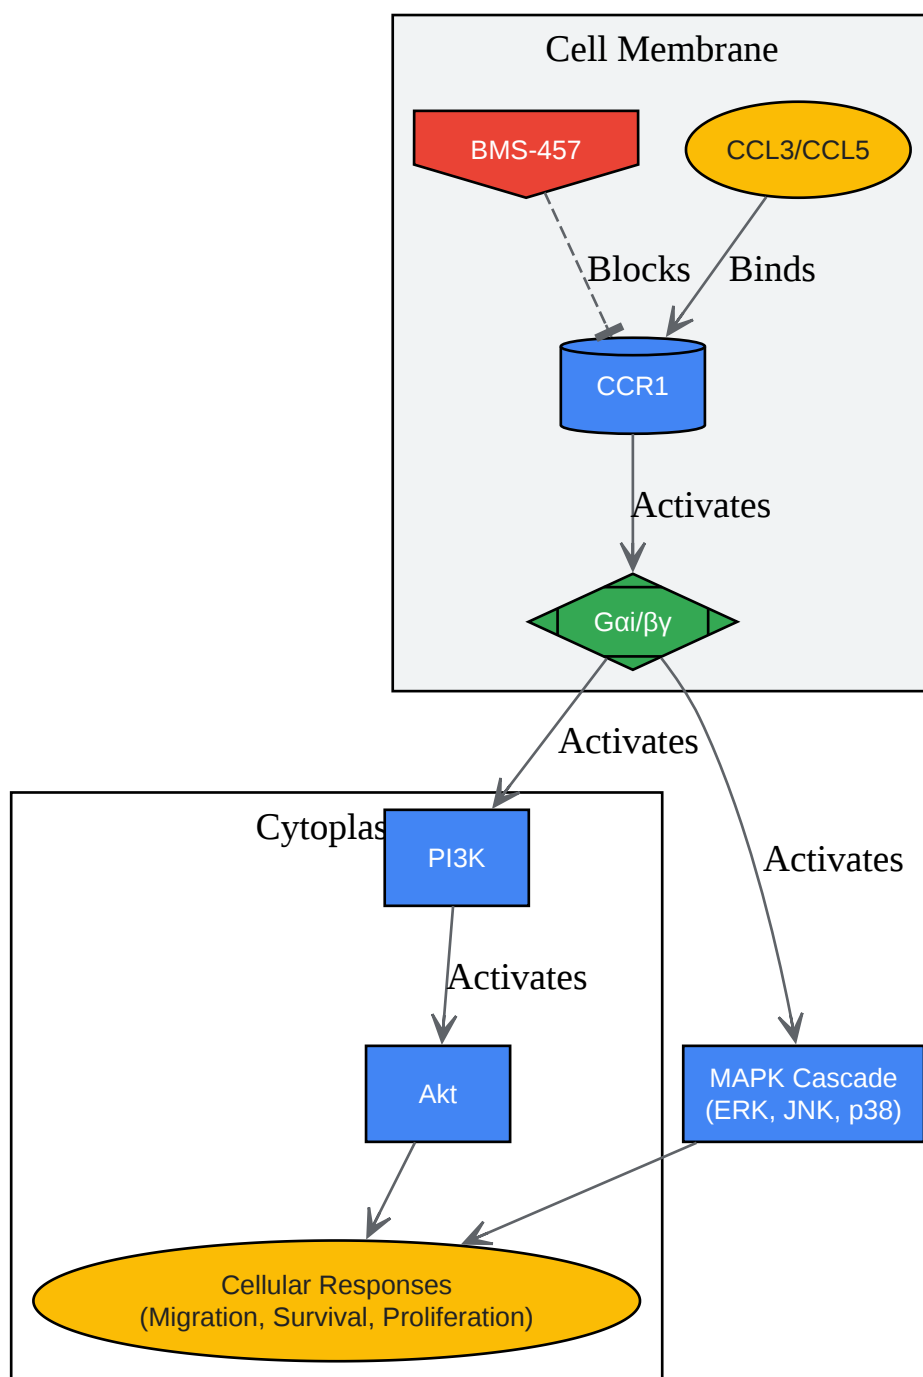 Cell Membrane
BMS-457
CCL3/CCL5
Blocks
Binds
CCR1
Activates
Gαi/βγ
Activates
Cytoplas
PI3K
Activates
Activates
Akt
MAPK Cascade
(ERK, JNK, p38)
Cellular Responses
(Migration, Survival, Proliferation)